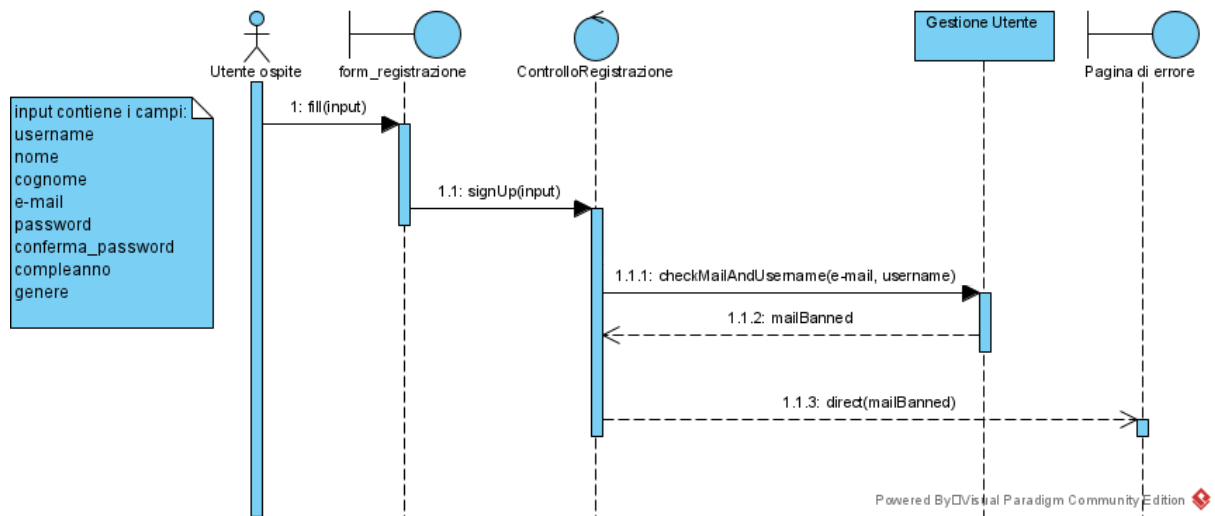 Gestione Utente
Utente ospite
form_registrazione
ControlloRegistrazione
Pagina di errore
input contiene i campi:
username
nome
cognome
e-mail
password
conferma_password
compleanno
genere
1: fill(input)
1.1: signUp(input)
1.1.1: checkMailAndUsername(e-mail, username)
1.1.2: mailBanned
1.1.3: direct(mailBanned)
Powered By□Visual Paradigm Community Edition